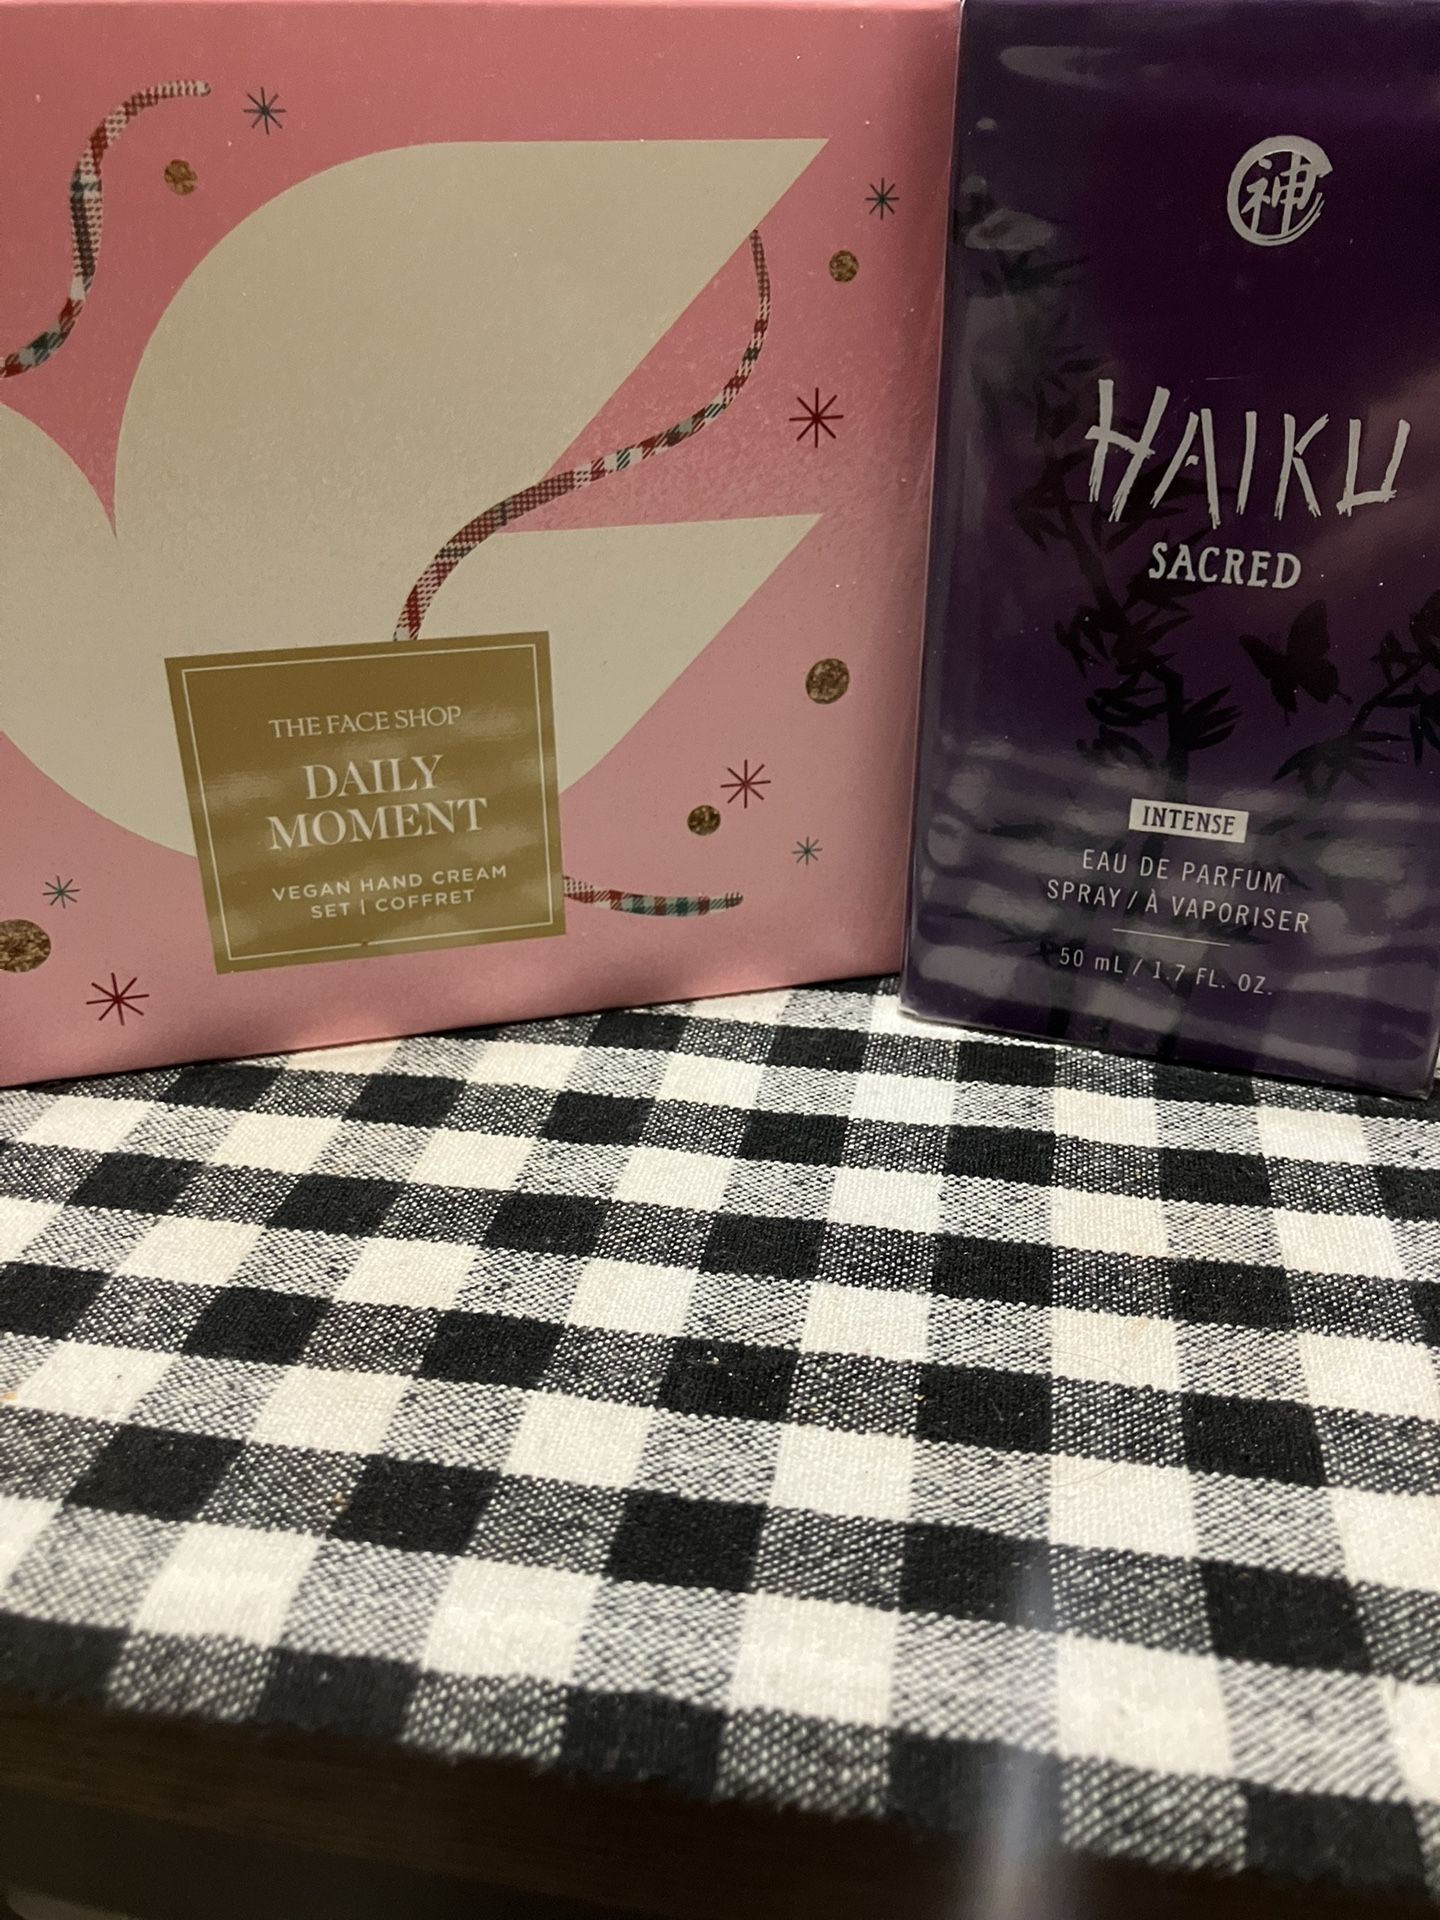 THE FACE SHOP
DAILY
MOMENT
VEGAN HAND CREAM
SET | COFFRET
神
HAIKU
SACRED
INTENSE
EAU DE PARFUM
SPRAY / À VAPORISER
50 mL / 1.7 FL. OZ.